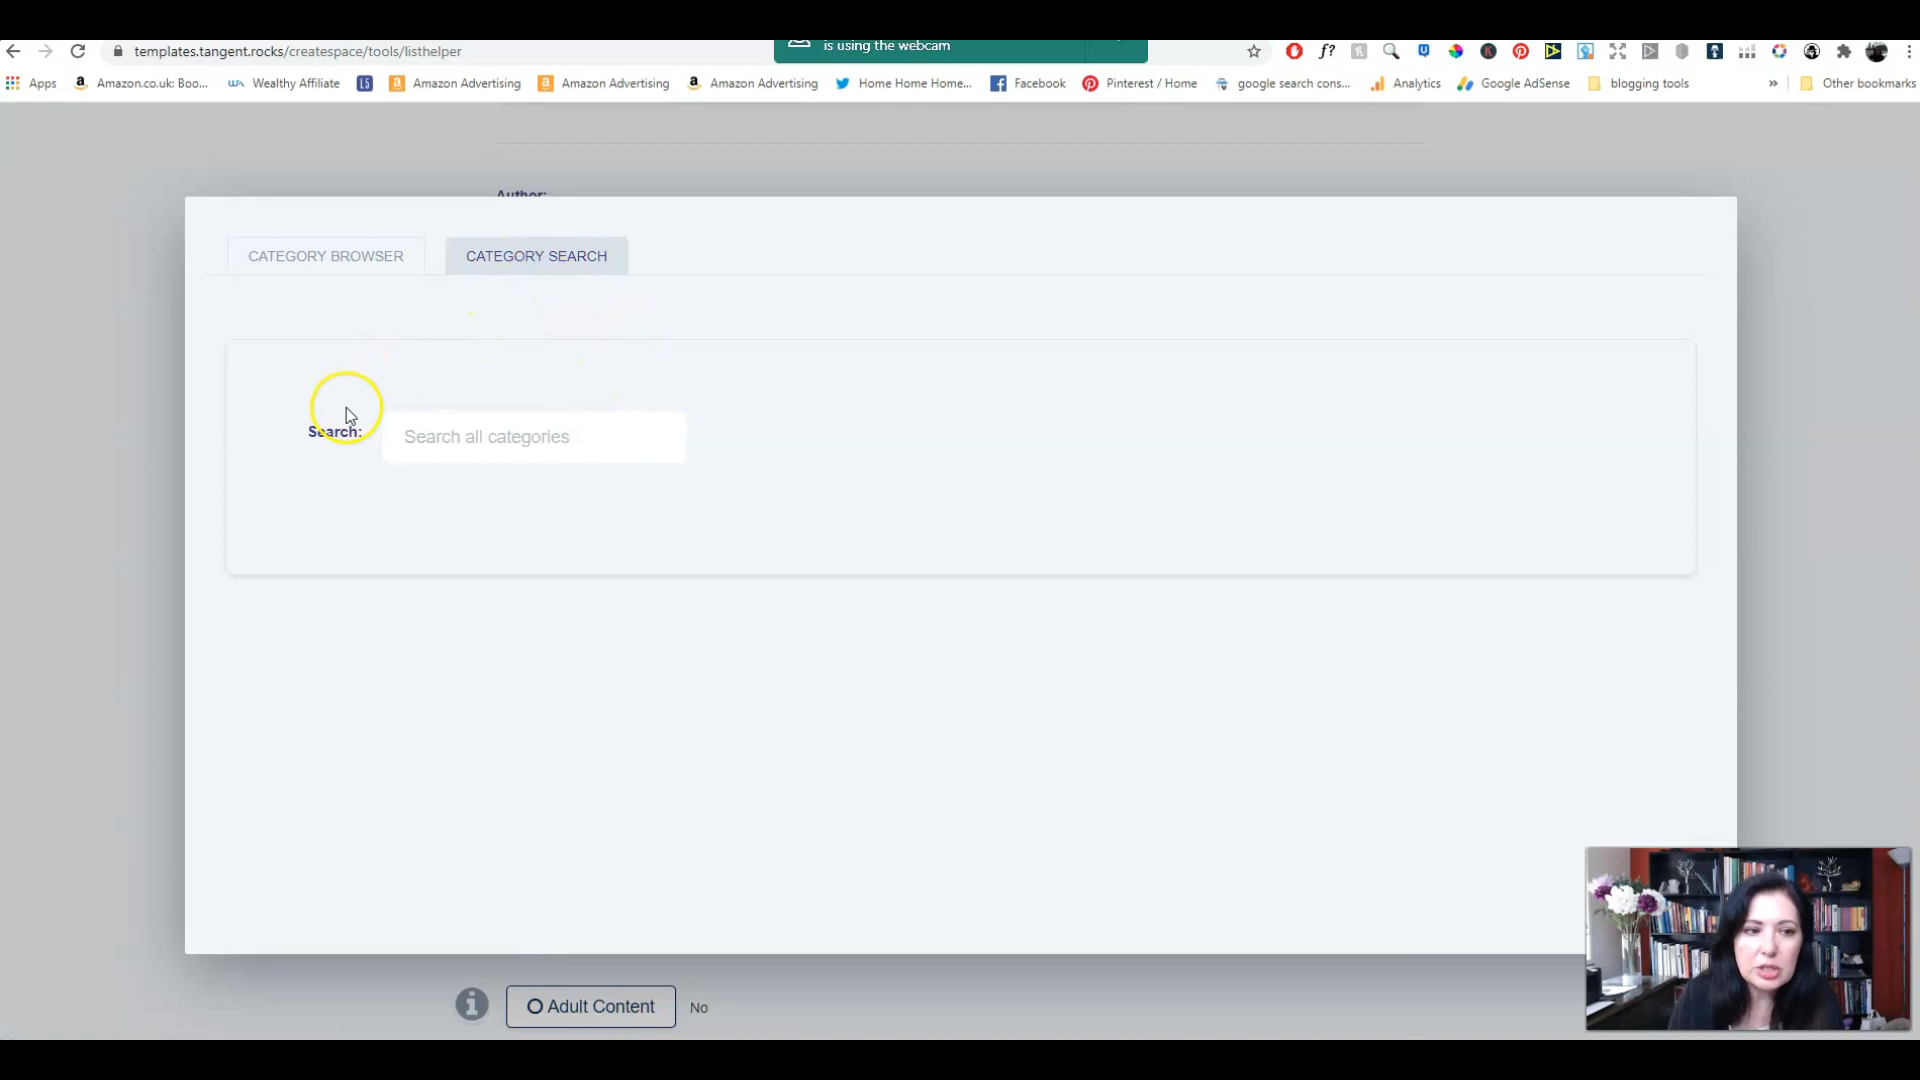 is using the webcam
templates.tangent.rocks/createspace/tools/listhelper
Apps
Amazon.co.uk: Boo...
Wealthy Affiliate
Amazon Advertising
Amazon Advertising
Amazon Advertising
Home Home Home...
Facebook
Pinterest / Home
google search cons...
Analytics
Google AdSense
blogging tools
»
Other bookmarks
Author:
CATEGORY BROWSER
CATEGORY SEARCH
Search:
Search all categories
Adult Content
No